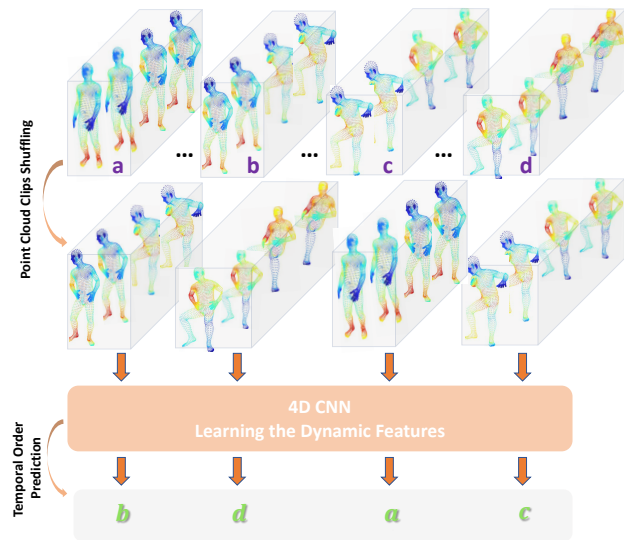 Point Cloud Clips Shuffling
a ... b ... c ... d
4D CNN
Learning the Dynamic Features
Temporal Order
Prediction
b d a c